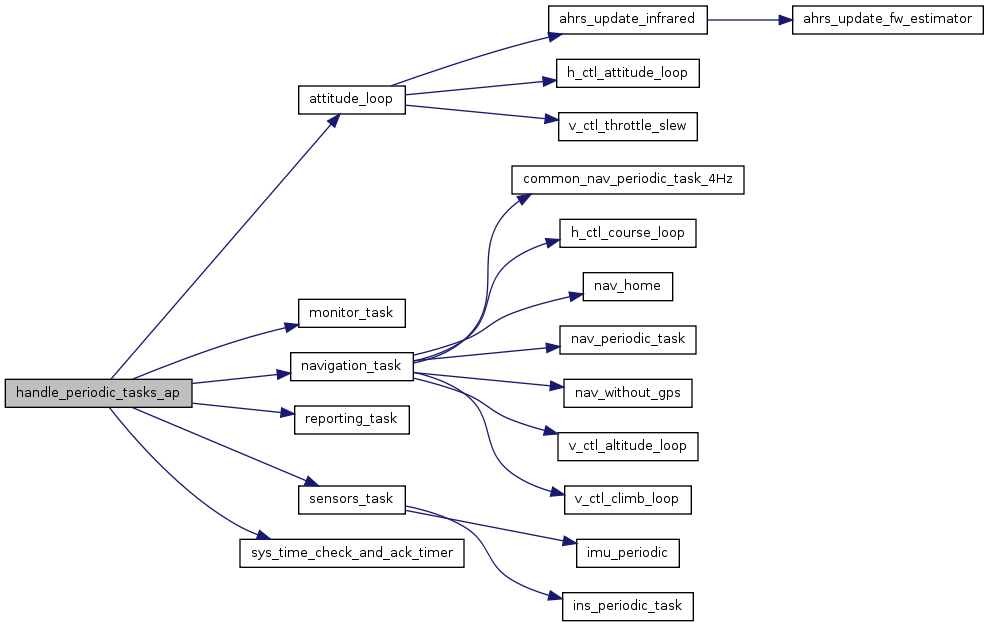 ahrs_update_infrared
ahrs_update_fw_estimator
h_ctl_attitude_loop
attitude_loop
v_ctl_throttle_slew
common_nav_periodic_task_4Hz
h_ctl_course_loop
nav_home
monitor_task
nav_periodic_task
navigation_task
handle_periodic_tasks_ap
nav_without_gps
reporting_task
v_ctl_altitude_loop
sensors_task
v_ctl_climb_loop
sys_time_check_and_ack_timer
imu_periodic
ins_periodic_task